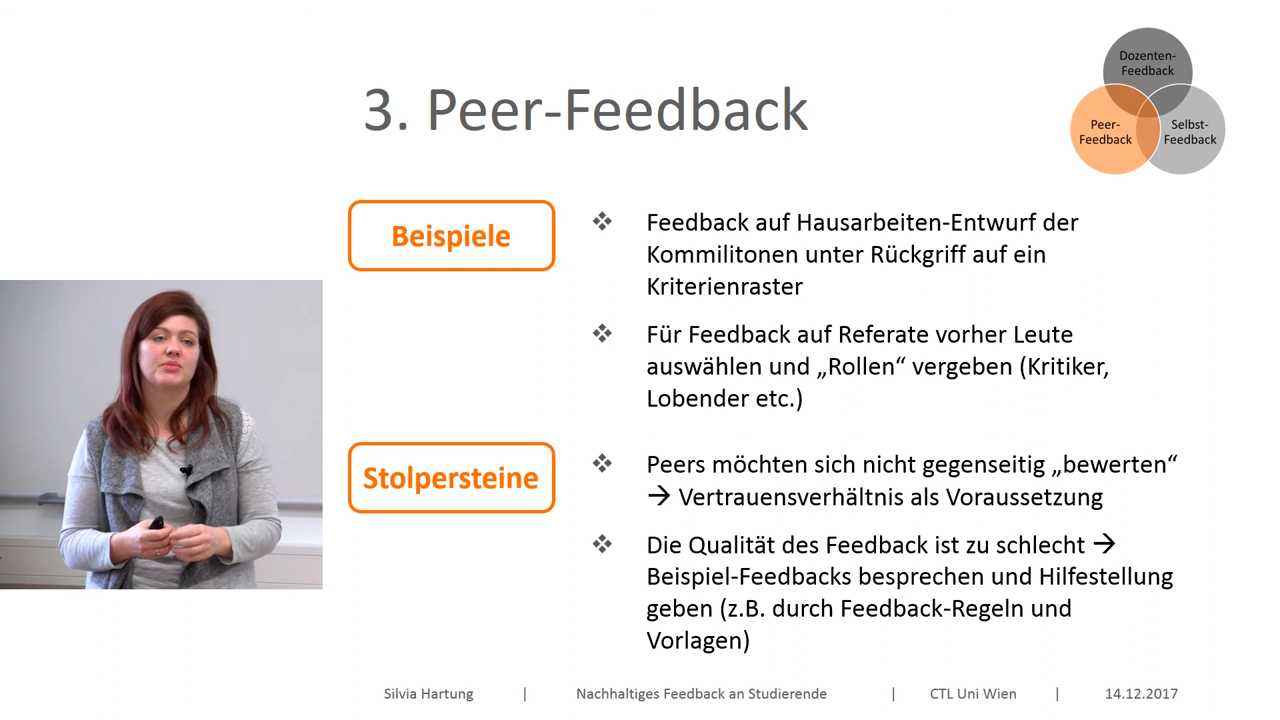 3. Peer-Feedback
Dozenten-
Feedback
Peer-
Feedback
Selbst-
Feedback
Beispiele
❖ Feedback auf Hausarbeiten-Entwurf der
Kommilitonen unter Rückgriff auf ein
Kriterienraster
❖ Für Feedback auf Referate vorher Leute
auswählen und „Rollen“ vergeben (Kritiker,
Lobender etc.)
Stolpersteine
❖ Peers möchten sich nicht gegenseitig „bewerten“
→ Vertrauensverhältnis als Voraussetzung
❖ Die Qualität des Feedback ist zu schlecht →
Beispiel-Feedbacks besprechen und Hilfestellung
geben (z.B. durch Feedback-Regeln und
Vorlagen)
Silvia Hartung | Nachhaltiges Feedback an Studierende | CTL Uni Wien | 14.12.2017